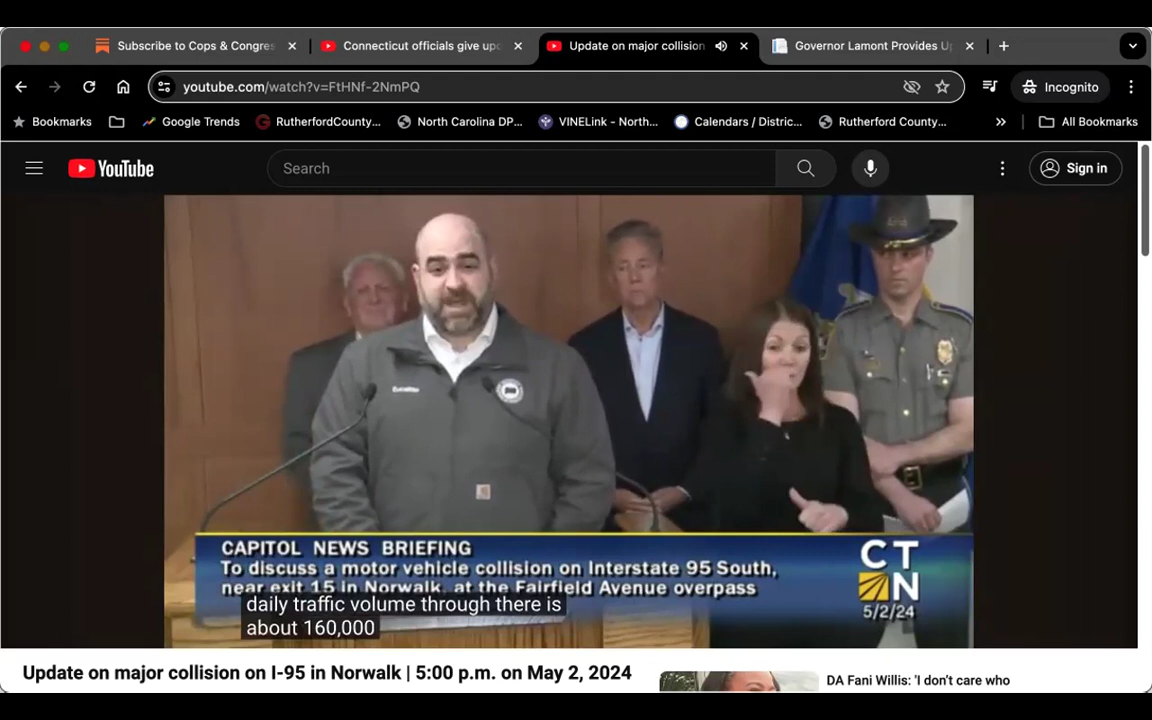 Subscribe to Cops & Congres
Connecticut officials give upd
Update on major collision
Governor Lamont Provides Up
youtube.com/watch?v=FtHNf-2NmPQ
Incognito
Bookmarks
Google Trends
RutherfordCounty...
North Carolina DP...
VINELink - North...
Calendars / Distric...
Rutherford County...
All Bookmarks
YouTube
Search
Sign in
CAPITOL NEWS BRIEFING
To discuss a motor vehicle collision on Interstate 95 South,
near exit 15 in Norwalk, at the Fairfield Avenue overpass
CT
N
5/2/24
daily traffic volume through there is
about 160,000
Update on major collision on I-95 in Norwalk | 5:00 p.m. on May 2, 2024
DA Fani Willis: 'I don't care who